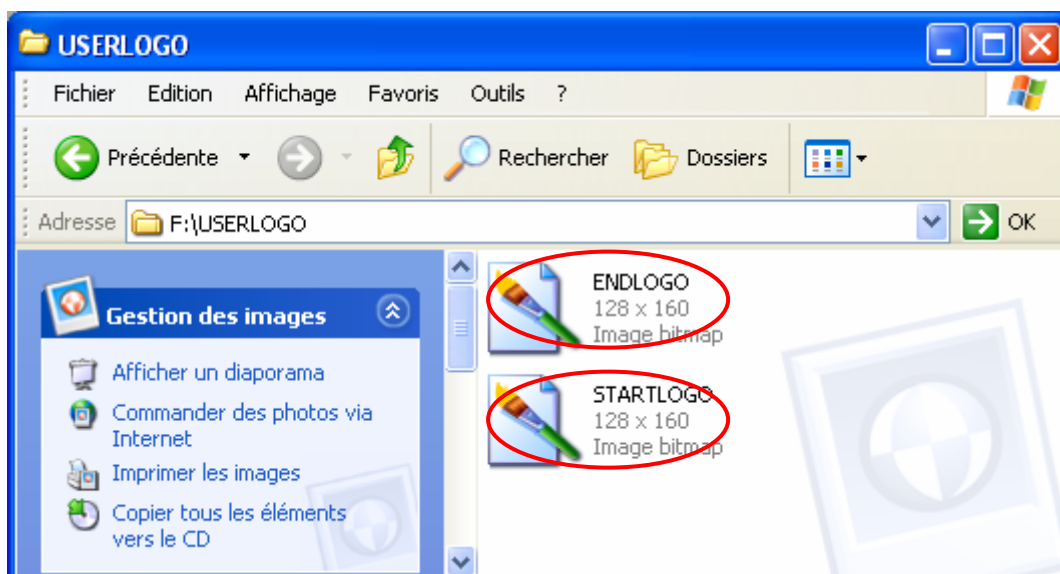 USERLOGO
Fichier Edition Affichage Favoris Outils ?
Précédente Rechercher Dossiers
Adresse F:\USERLOGO OK
Gestion des images
Afficher un diaporama
Commander des photos via
Internet
Imprimer les images
Copier tous les éléments
vers le CD
ENDLOGO
128 x 160
Image bitmap
STARTLOGO
128 x 160
Image bitmap